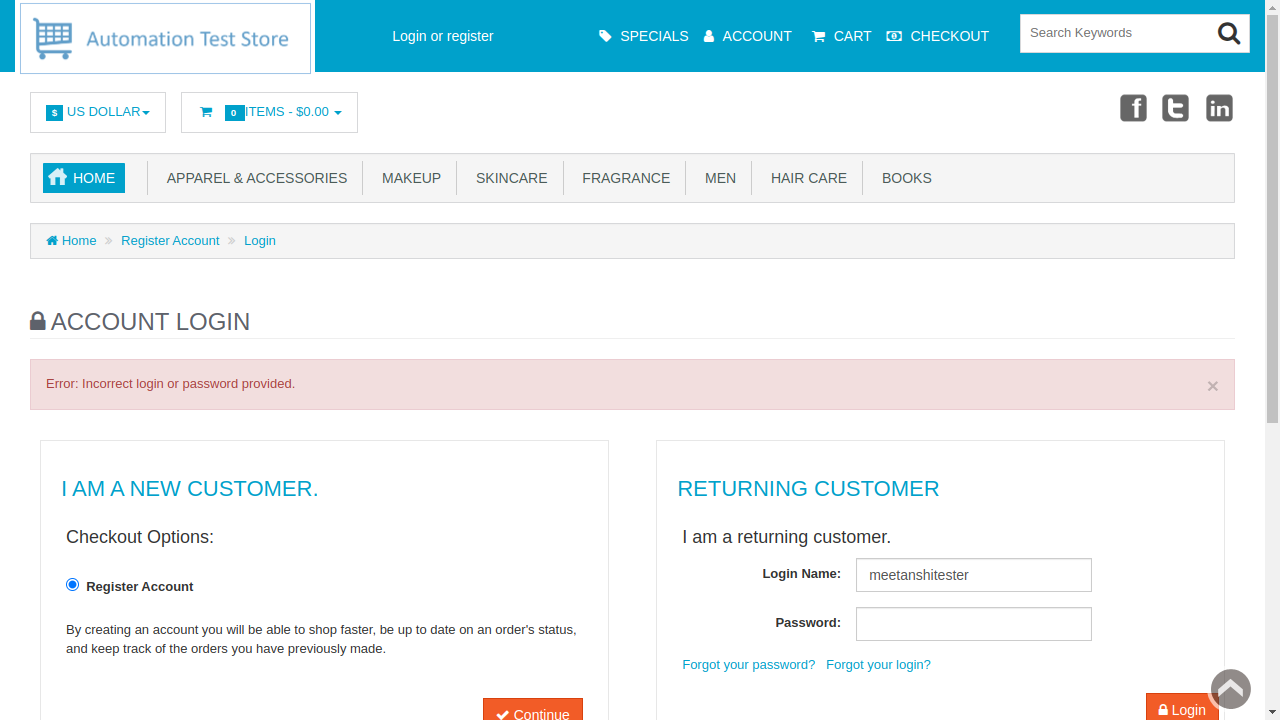 Automation Test Store
Login or register
SPECIALS ACCOUNT CART CHECKOUT
Search Keywords
$ US DOLLAR
0 ITEMS - $0.00
f t in
HOME APPAREL & ACCESSORIES MAKEUP SKINCARE FRAGRANCE MEN HAIR CARE BOOKS
Home » Register Account » Login
ACCOUNT LOGIN
Error: Incorrect login or password provided. ×
I AM A NEW CUSTOMER.
Checkout Options:
Register Account
By creating an account you will be able to shop faster, be up to date on an order's status,
and keep track of the orders you have previously made.
Continue
RETURNING CUSTOMER
I am a returning customer.
Login Name: meetanshitester
Password:
Forgot your password? Forgot your login?
Login